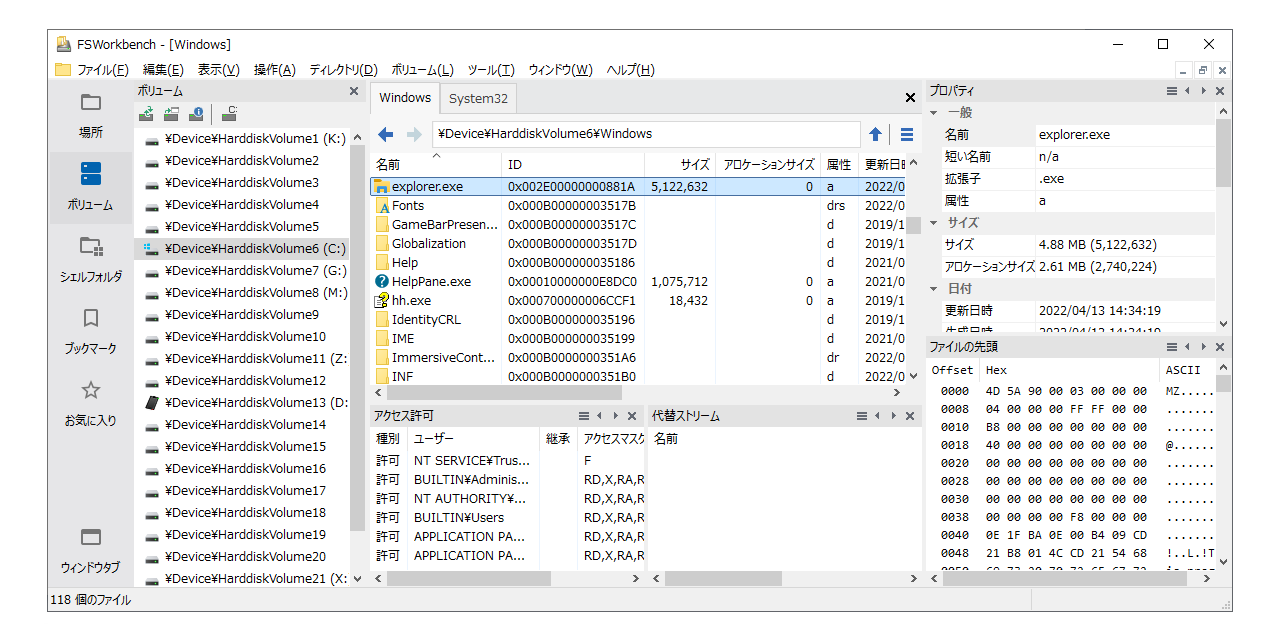 FSWorkbench - [Windows]
ファイル(F) 編集(E) 表示(V) 操作(A) ディレクトリ(D) ボリューム(L) ツール(T) ウィンドウ(W) ヘルプ(H)
場所
ボリューム
シェルフォルダ
ブックマーク
お気に入り
ウィンドウタブ
ボリューム
¥Device¥HarddiskVolume1 (K:)
¥Device¥HarddiskVolume2
¥Device¥HarddiskVolume3
¥Device¥HarddiskVolume4
¥Device¥HarddiskVolume5
¥Device¥HarddiskVolume6 (C:)
¥Device¥HarddiskVolume7 (G:)
¥Device¥HarddiskVolume8 (M:)
¥Device¥HarddiskVolume9
¥Device¥HarddiskVolume10
¥Device¥HarddiskVolume11 (Z:
¥Device¥HarddiskVolume12
¥Device¥HarddiskVolume13 (D:
¥Device¥HarddiskVolume14
¥Device¥HarddiskVolume15
¥Device¥HarddiskVolume16
¥Device¥HarddiskVolume17
¥Device¥HarddiskVolume18
¥Device¥HarddiskVolume19
¥Device¥HarddiskVolume20
¥Device¥HarddiskVolume21 (X:
Windows System32
¥Device¥HarddiskVolume6¥Windows
名前 ID サイズ アロケーションサイズ 属性 更新日
explorer.exe 0x002E00000000881A 5,122,632 0 a 2022/0
Fonts 0x000B00000003517B drs 2022/0
GameBarPresen... 0x000B00000003517C d 2019/1
Globalization 0x000B00000003517D d 2019/1
Help 0x000B000000035186 d 2021/0
HelpPane.exe 0x00010000000E8DC0 1,075,712 0 a 2021/0
hh.exe 0x000700000006CCF1 18,432 0 a 2019/1
IdentityCRL 0x000B000000035196 d 2019/1
IME 0x000B000000035199 d 2021/0
ImmersiveCont... 0x000B0000000351A6 dr 2022/0
INF 0x000B0000000351B0 d 2022/0
アクセス許可
種別 ユーザー 継承 アクセスマスク
許可 NT SERVICE¥Trus... F
許可 BUILTIN¥Adminis... RD,X,RA,R
許可 NT AUTHORITY¥... RD,X,RA,R
許可 BUILTIN¥Users RD,X,RA,R
許可 APPLICATION PA... RD,X,RA,R
許可 APPLICATION PA... RD,X,RA,R
代替ストリーム
名前
プロパティ
一般
名前 explorer.exe
短い名前 n/a
拡張子 .exe
属性 a
サイズ
サイズ 4.88 MB (5,122,632)
アロケーションサイズ 2.61 MB (2,740,224)
日付
更新日時 2022/04/13 14:34:19
生成日時 2022/04/13 14:34:19
ファイルの先頭
Offset Hex ASCII
0000 4D 5A 90 00 03 00 00 00 MZ.....
0008 04 00 00 00 FF FF 00 00 .......
0010 B8 00 00 00 00 00 00 00 .......
0018 40 00 00 00 00 00 00 00 @......
0020 00 00 00 00 00 00 00 00 .......
0028 00 00 00 00 00 00 00 00 .......
0030 00 00 00 00 00 00 00 00 .......
0038 00 00 00 00 F8 00 00 00 .......
0040 0E 1F BA 0E 00 B4 09 CD .......
0048 21 B8 01 4C CD 21 54 68 !..L.!T
118 個のファイル